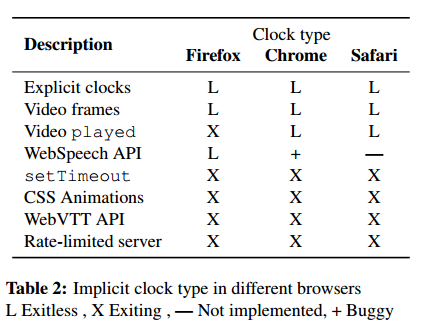 Description Clock type
Firefox Chrome Safari
Explicit clocks L L L
Video frames L L L
Video played X L L
WebSpeech API L + —
setTimeout X X X
CSS Animations X X X
WebVTT API X X X
Rate-limited server X X X
Table 2: Implicit clock type in different browsers
L Exitless , X Exiting , — Not implemented, + Buggy